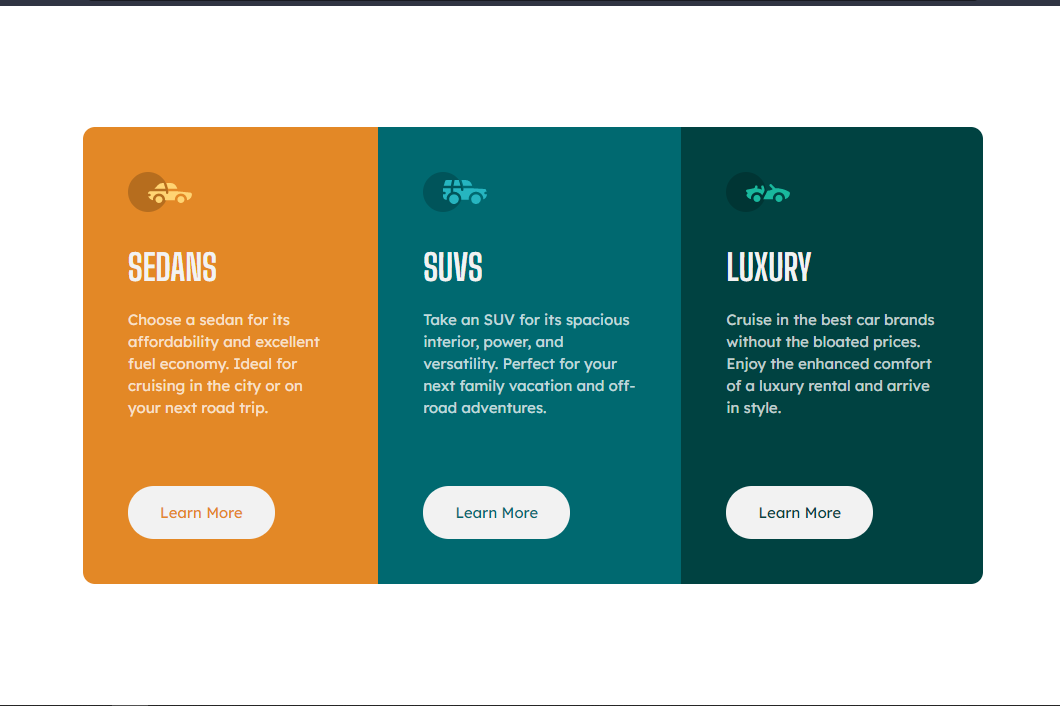 SEDANS
Choose a sedan for its
affordability and excellent
fuel economy. Ideal for
cruising in the city or on
your next road trip.
Learn More
SUVS
Take an SUV for its spacious
interior, power, and
versatility. Perfect for your
next family vacation and off-
road adventures.
Learn More
LUXURY
Cruise in the best car brands
without the bloated prices.
Enjoy the enhanced comfort
of a luxury rental and arrive
in style.
Learn More